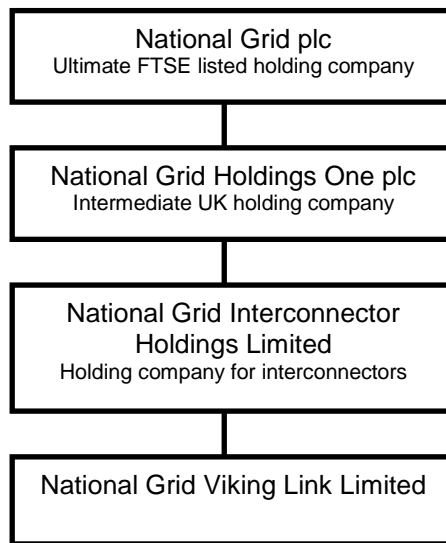 National Grid plc
Ultimate FTSE listed holding company
National Grid Holdings One plc
Intermediate UK holding company
National Grid Interconnector
Holdings Limited
Holding company for interconnectors
National Grid Viking Link Limited